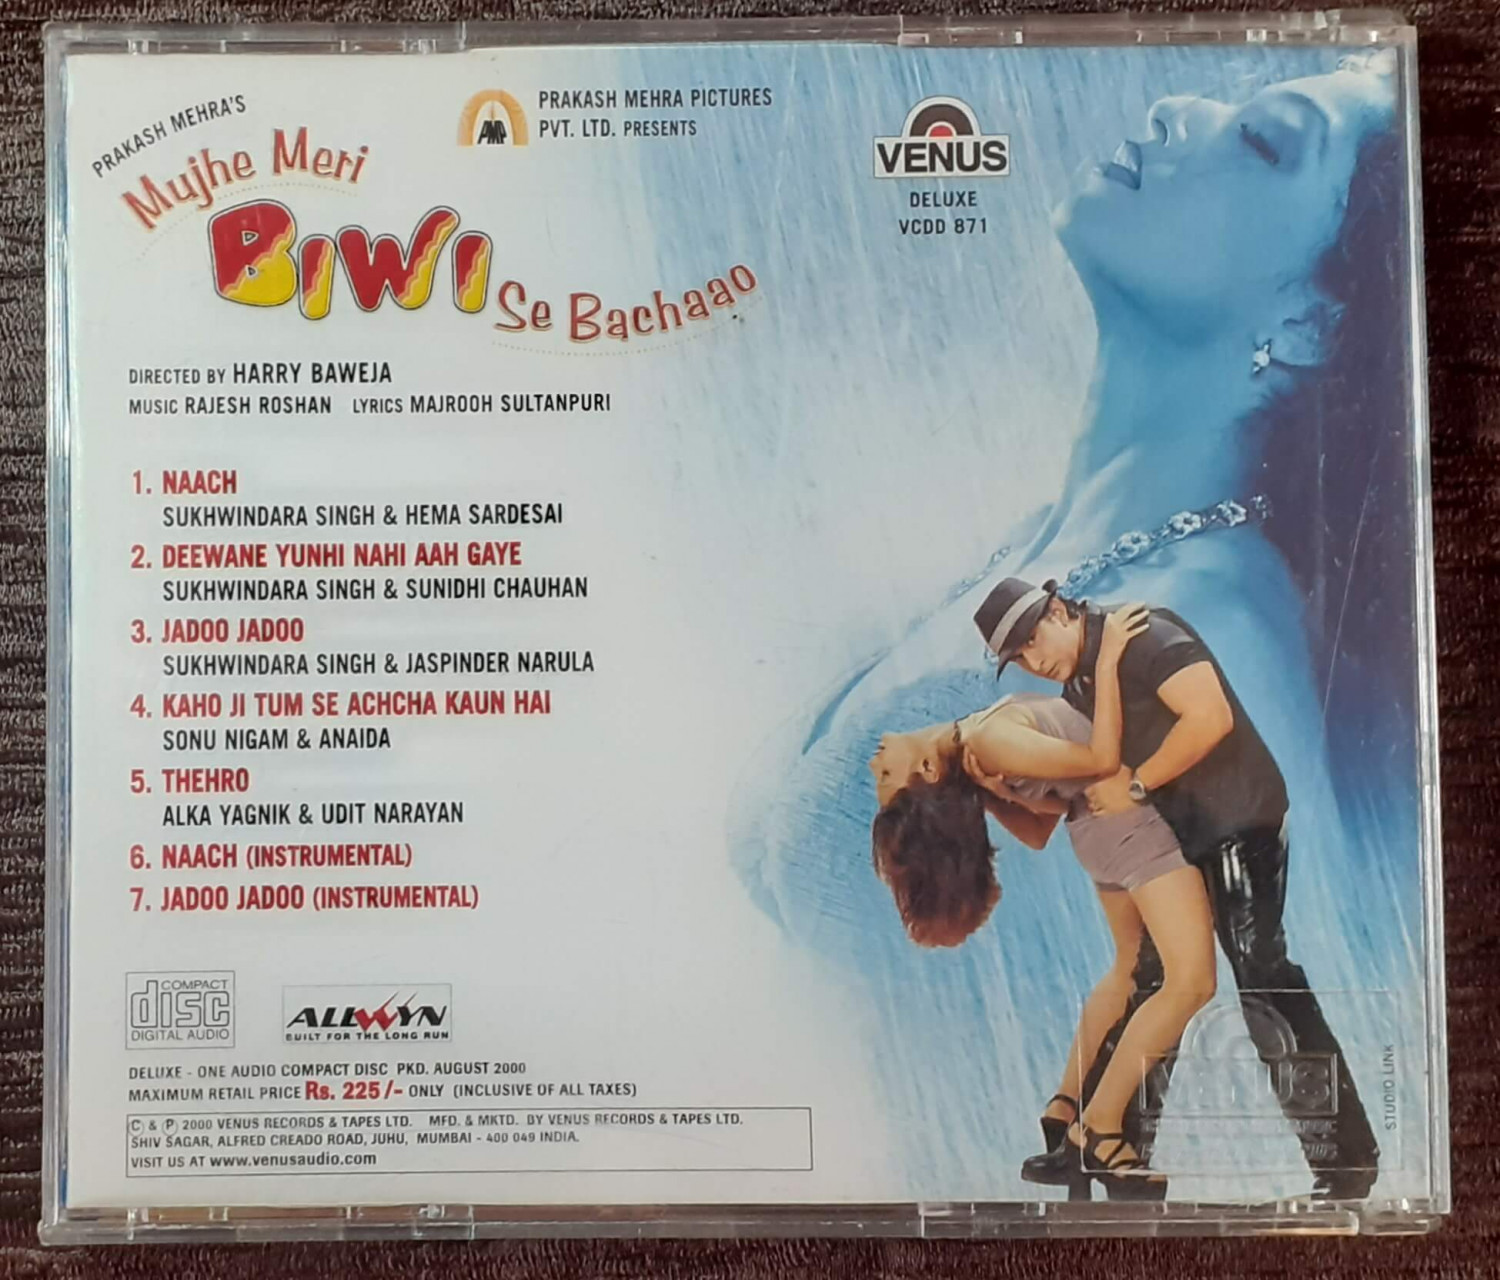 PRAKASH MEHRA'S
Mujhe Meri
BIWI
Se Bachaao
PMP
PRAKASH MEHRA PICTURES
PVT. LTD. PRESENTS
VENUS
DELUXE
VCDD 871
DIRECTED BY HARRY BAWEJA
MUSIC RAJESH ROSHAN LYRICS MAJROOH SULTANPURI
1. NAACH
SUKHWINDARA SINGH & HEMA SARDESAI
2. DEEWANE YUNHI NAHI AAH GAYE
SUKHWINDARA SINGH & SUNIDHI CHAUHAN
3. JADOO JADOO
SUKHWINDARA SINGH & JASPINDER NARULA
4. KAHO JI TUM SE ACHCHA KAUN HAI
SONU NIGAM & ANAIDA
5. THEHRO
ALKA YAGNIK & UDIT NARAYAN
6. NAACH (INSTRUMENTAL)
7. JADOO JADOO (INSTRUMENTAL)
COMPACT
disc
DIGITAL AUDIO
ALLWYN
BUILT FOR THE LONG RUN
DELUXE - ONE AUDIO COMPACT DISC PKD. AUGUST 2000
MAXIMUM RETAIL PRICE Rs. 225/- ONLY (INCLUSIVE OF ALL TAXES)
© & ℗ 2000 VENUS RECORDS & TAPES LTD. MFD. & MKTD. BY VENUS RECORDS & TAPES LTD.
SHIV SAGAR, ALFRED CREADO ROAD, JUHU, MUMBAI - 400 049 INDIA.
VISIT US AT www.venusaudio.com
VENUS
STUDIO LINK